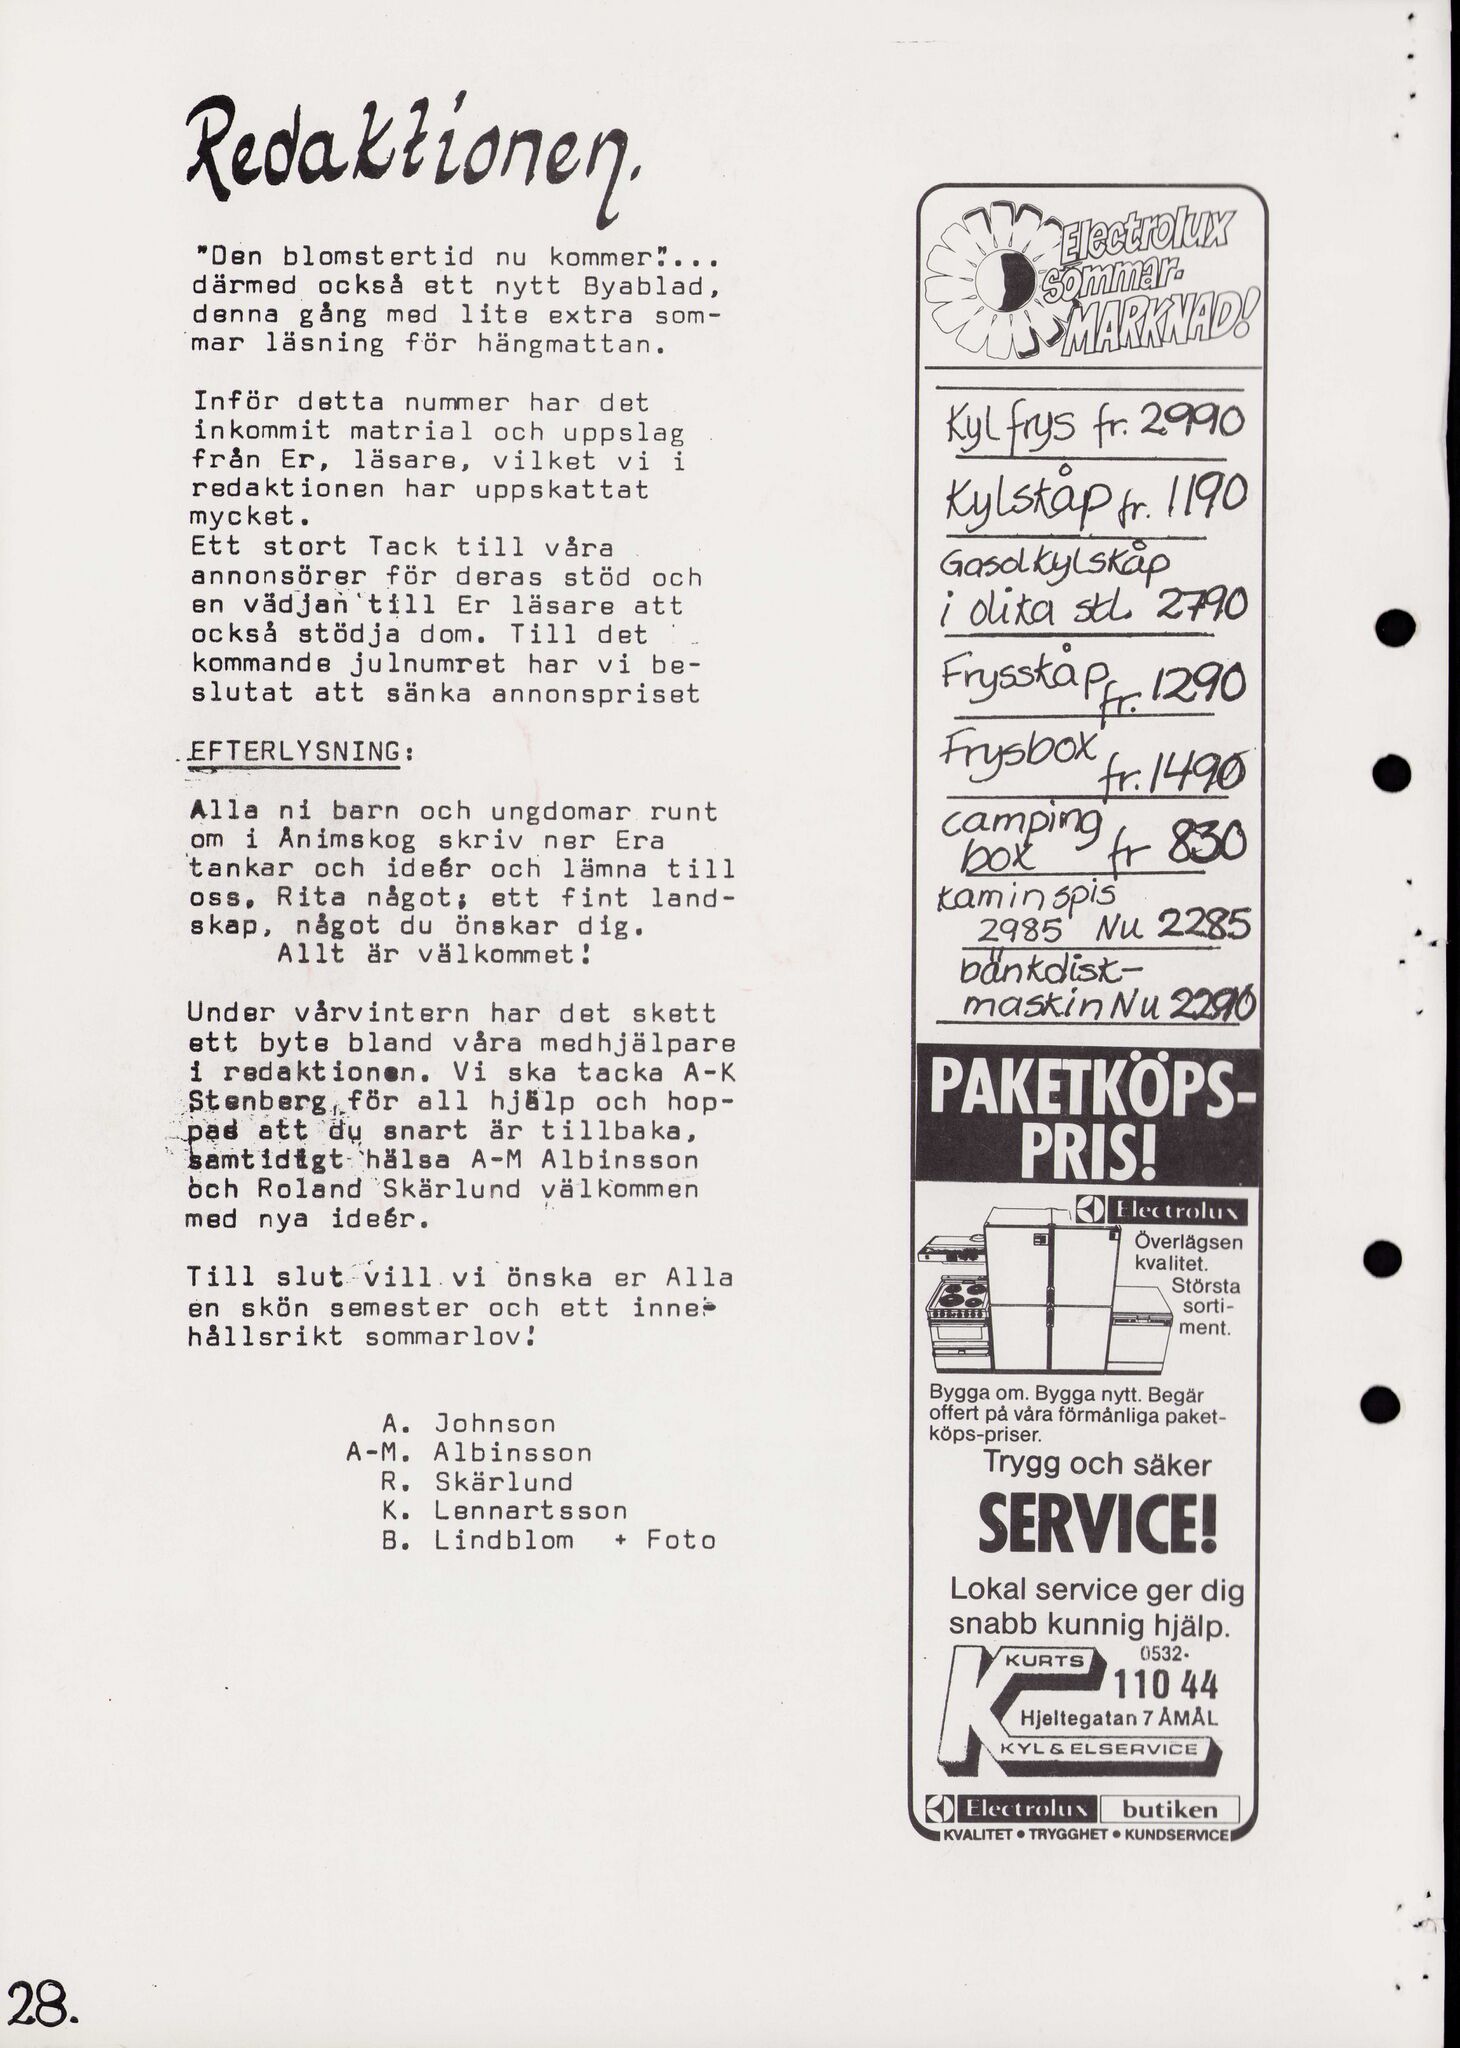 Redaktionen.
"Den blomstertid nu kommer"...
därmed också ett nytt Byablad,
denna gång med lite extra som-
mar läsning för hängmattan.
Inför detta nummer har det
inkommit matrial och uppslag
från Er, läsare, vilket vi i
redaktionen har uppskattat
mycket.
Ett stort Tack till våra
annonsörer för deras stöd och
en vädjan till Er läsare att
också stödja dom. Till det
kommande julnumret har vi be-
slutat att sänka annonspriset
EFTERLYSNING:
Alla ni barn och ungdomar runt
om i Ånimskog skriv ner Era
tankar och ideér och lämna till
oss. Rita något; ett fint land-
skap, något du önskar dig.
Allt är välkommet!
Under vårvintern har det skett
ett byte bland våra medhjälpare
i redaktionen. Vi ska tacka A-K
Stenberg för all hjälp och hop-
pas att du snart är tillbaka,
samtidigt hälsa A-M Albinsson
och Roland Skärlund välkommen
med nya ideér.
Till slut vill vi önska er Alla
en skön semester och ett inne-
hållsrikt sommarlov!
A. Johnson
A-M. Albinsson
R. Skärlund
K. Lennartsson
B. Lindblom + Foto
Electrolux
sommar-
MARKNAD!
Kyl frys fr. 2990
Kylskåp fr. 1190
Gasolkylskåp
i olika stl. 2790
Frysskåp fr. 1290
Frysbox fr. 1490
camping
box fr 830
kaminspis
2985 Nu 2285
bänkdisk-
maskin Nu 2290
PAKETKÖPS-
PRIS!
Electrolux
Överlägsen
kvalitet.
Största
sorti-
ment.
Bygga om. Bygga nytt. Begär
offert på våra förmånliga paket-
köps-priser.
Trygg och säker
SERVICE!
Lokal service ger dig
snabb kunnig hjälp.
K KURTS 0532-
110 44
Hjeltegatan 7 ÅMÅL
KYL & ELSERVICE
Electrolux butiken
KVALITET • TRYGGHET • KUNDSERVICE
28.